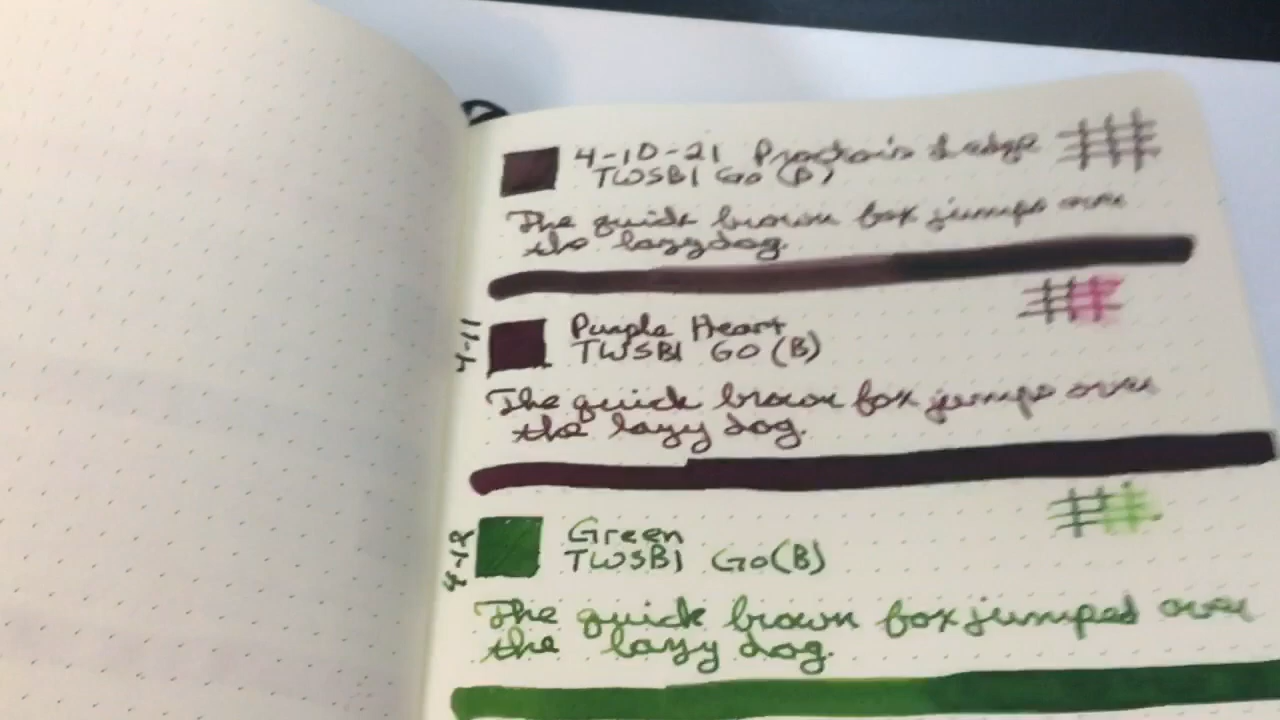 4-10-21 Proctor's Ledge
TWSBI Go (B)
The quick brown fox jumps over
the lazy dog.
4-11
Purple Heart
TWSBI GO (B)
The quick brown fox jumps over
the lazy dog.
4-12
Green
TWSBI Go(B)
The quick brown fox jumped over
the lazy dog.